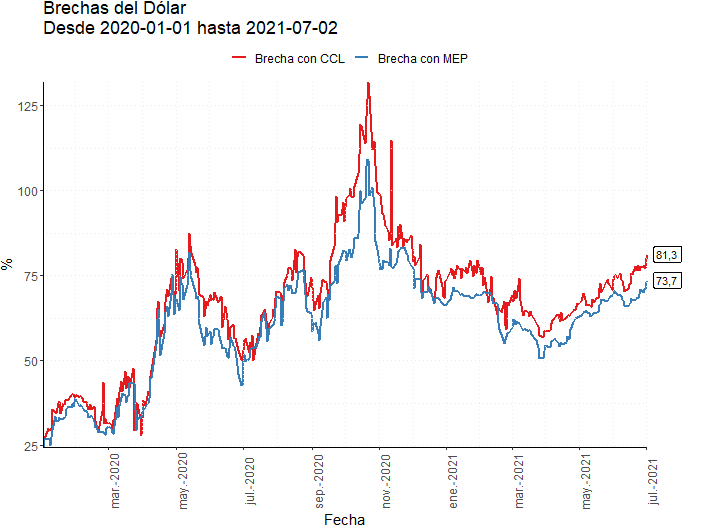 Brechas del Dólar
Desde 2020-01-01 hasta 2021-07-02
Brecha con CCL Brecha con MEP
%
125
100
75
50
25
81,3
73,7
mar.-2020 may.-2020 jul.-2020 sep.-2020 nov.-2020 ene.-2021 mar.-2021 may.-2021 jul.-2021
Fecha